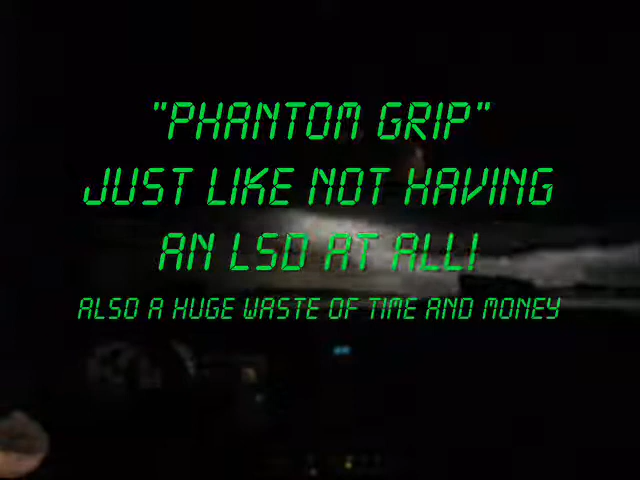 "PHANTOM GRIP"
JUST LIKE NOT HAVING
AN LSD AT ALL!
ALSO A HUGE WASTE OF TIME AND MONEY